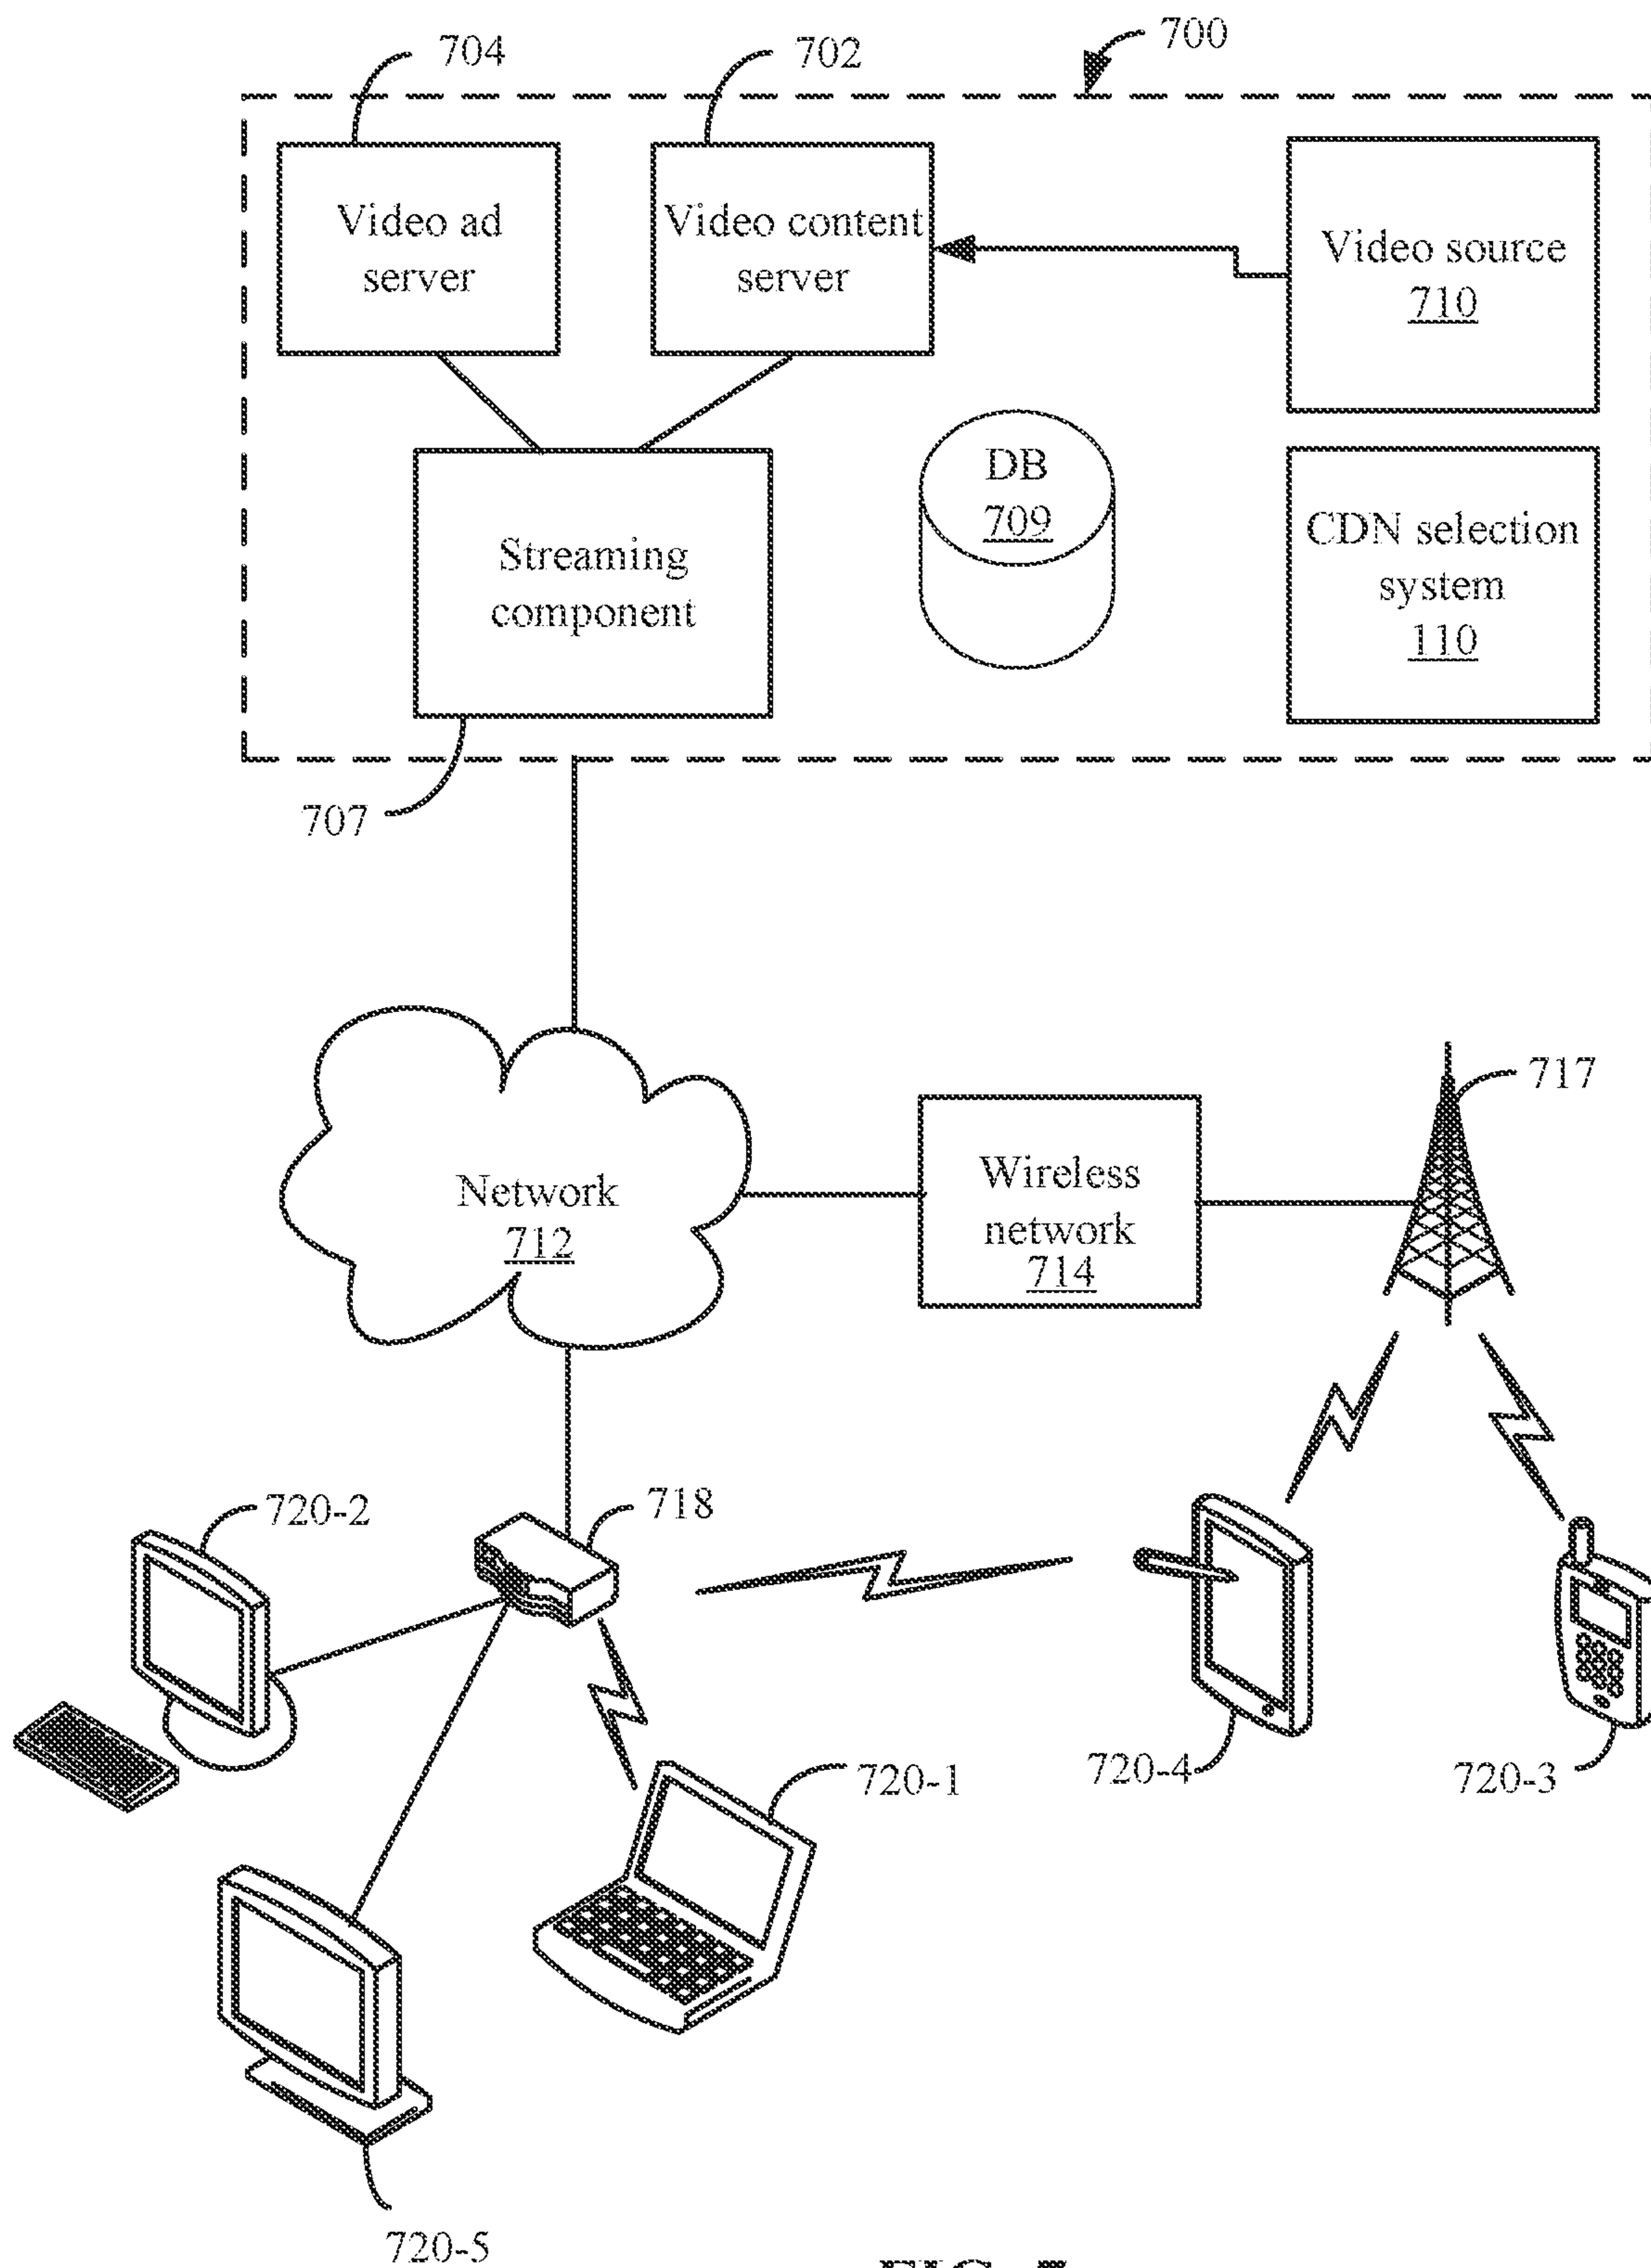 704
702
700
Video ad
server
Video content
server
Video source
710
DB
709
CDN selection
system
110
Streaming
component
707
717
Network
712
Wireless
network
714
720-2
718
720-1
720-4
720-3
720-5